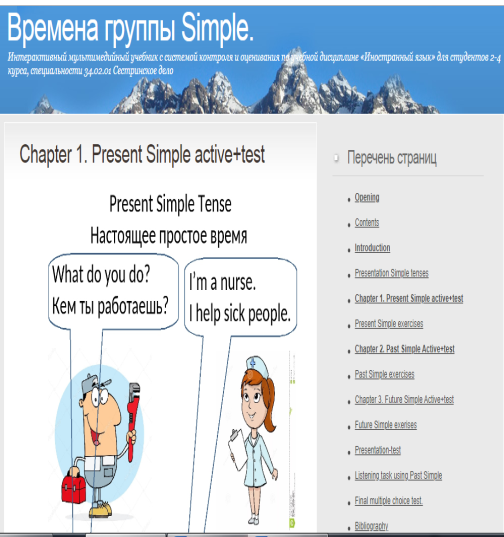 Времена группы Simple.
Интерактивный мультимедийный учебник с системой контроля и оценивания по учебной дисциплине «Иностранный язык» для студентов 2-4
курса, специальности 34.02.01 Сестринское дело
Chapter 1. Present Simple active+test
Present Simple Tense
Настоящее простое время
What do you do?
Кем ты работаешь?
I’m a nurse.
I help sick people.
Перечень страниц
Opening
Contents
Introduction
Presentation Simple tenses
Chapter 1. Present Simple active+test
Present Simple exercises
Chapter 2. Past Simple Active+test
Past Simple exercises
Chapter 3. Future Simple Active+test
Future Simple exerises
Presentation-test
Listening task using Past Simple
Final multiple choice test.
Bibliography